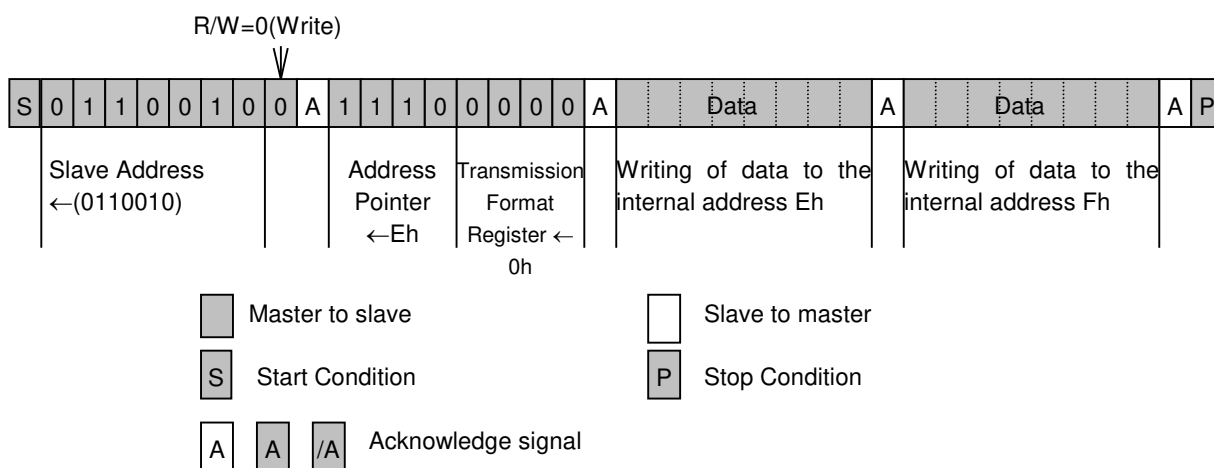 R/W=0(Write)
S 0 1 1 0 0 1 0 0 A 1 1 1 0 0 0 0 0 A Data A Data A P
Slave Address
←(0110010)
Address
Pointer
←Eh
Transmission
Format
Register ←
0h
Writing of data to the
internal address Eh
Writing of data to the
internal address Fh
Master to slave
Slave to master
S Start Condition
P Stop Condition
A A /A Acknowledge signal